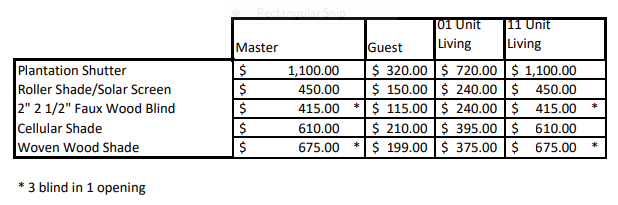 Rectangular Snip
Master Guest 01 Unit Living 11 Unit Living
Plantation Shutter $ 1,100.00 $ 320.00 $ 720.00 $ 1,100.00
Roller Shade/Solar Screen $ 450.00 $ 150.00 $ 240.00 $ 450.00
2" 2 1/2" Faux Wood Blind $ 415.00 * $ 115.00 $ 240.00 $ 415.00 *
Cellular Shade $ 610.00 $ 210.00 $ 395.00 $ 610.00
Woven Wood Shade $ 675.00 * $ 199.00 $ 375.00 $ 675.00 *
* 3 blind in 1 opening